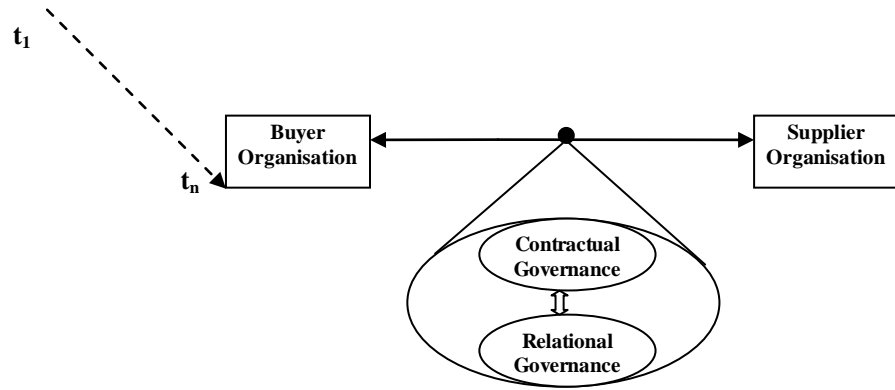 t1
Buyer
Organisation
Supplier
Organisation
tn
Contractual
Governance
Relational
Governance